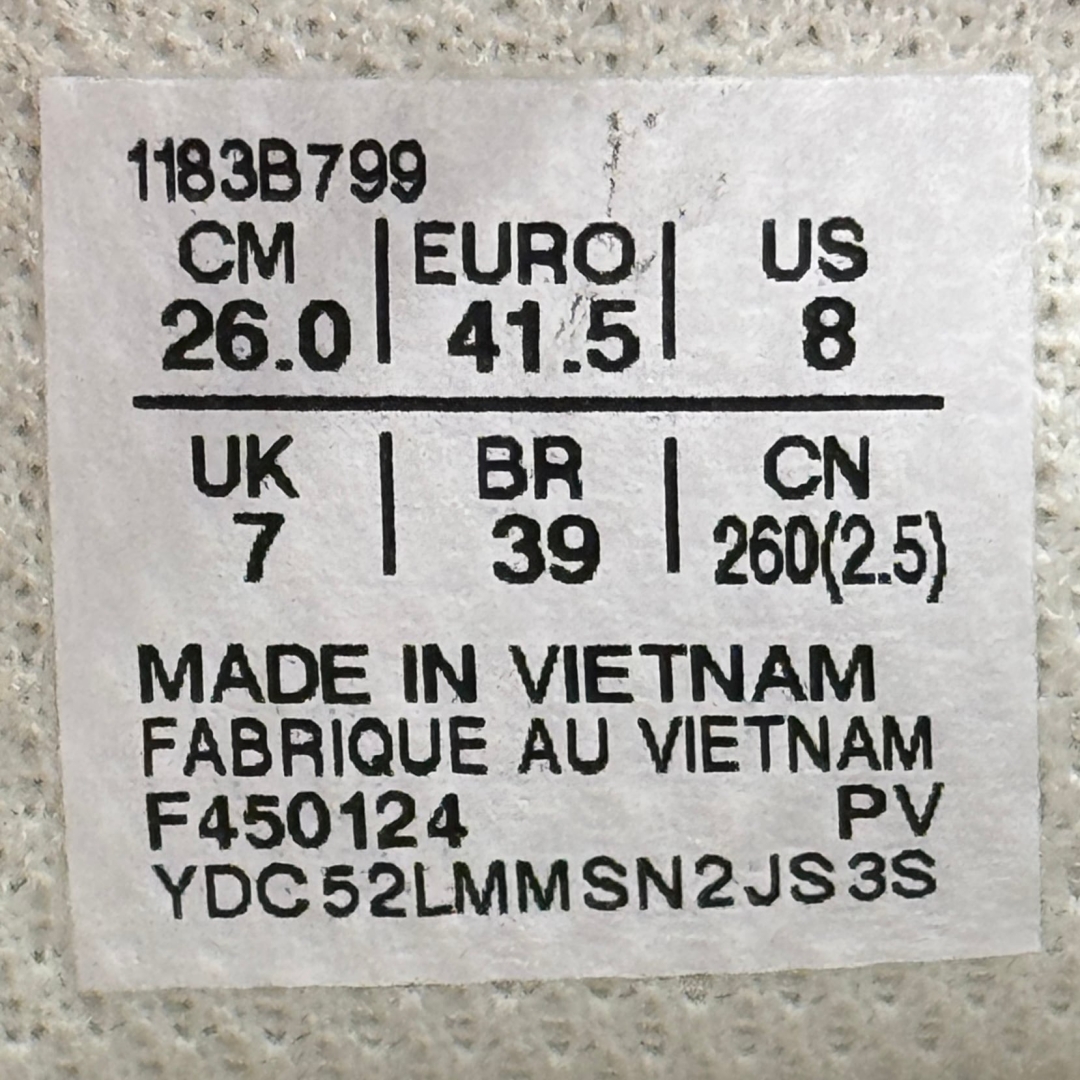 1183B799
CM | EURO | US
26.0 | 41.5 | 8
UK | BR | CN
7 | 39 | 260(2.5)
MADE IN VIETNAM
FABRIQUE AU VIETNAM
F450124 PV
YDC52LMMSN2JS3S